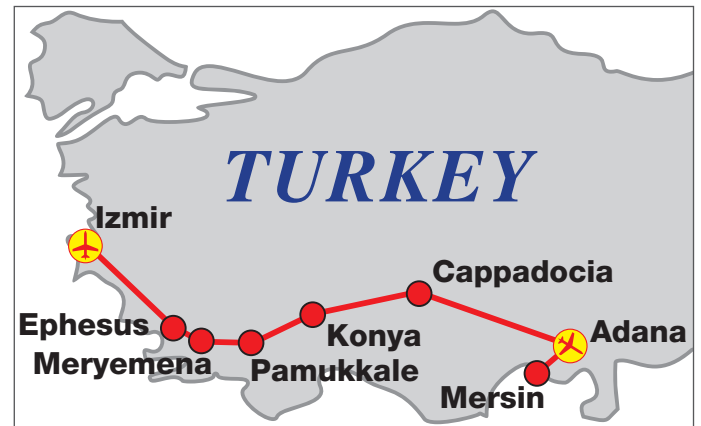 TURKEY
Izmir
Cappadocia
Ephesus
Konya
Adana
Meryemena
Pamukkale
Mersin